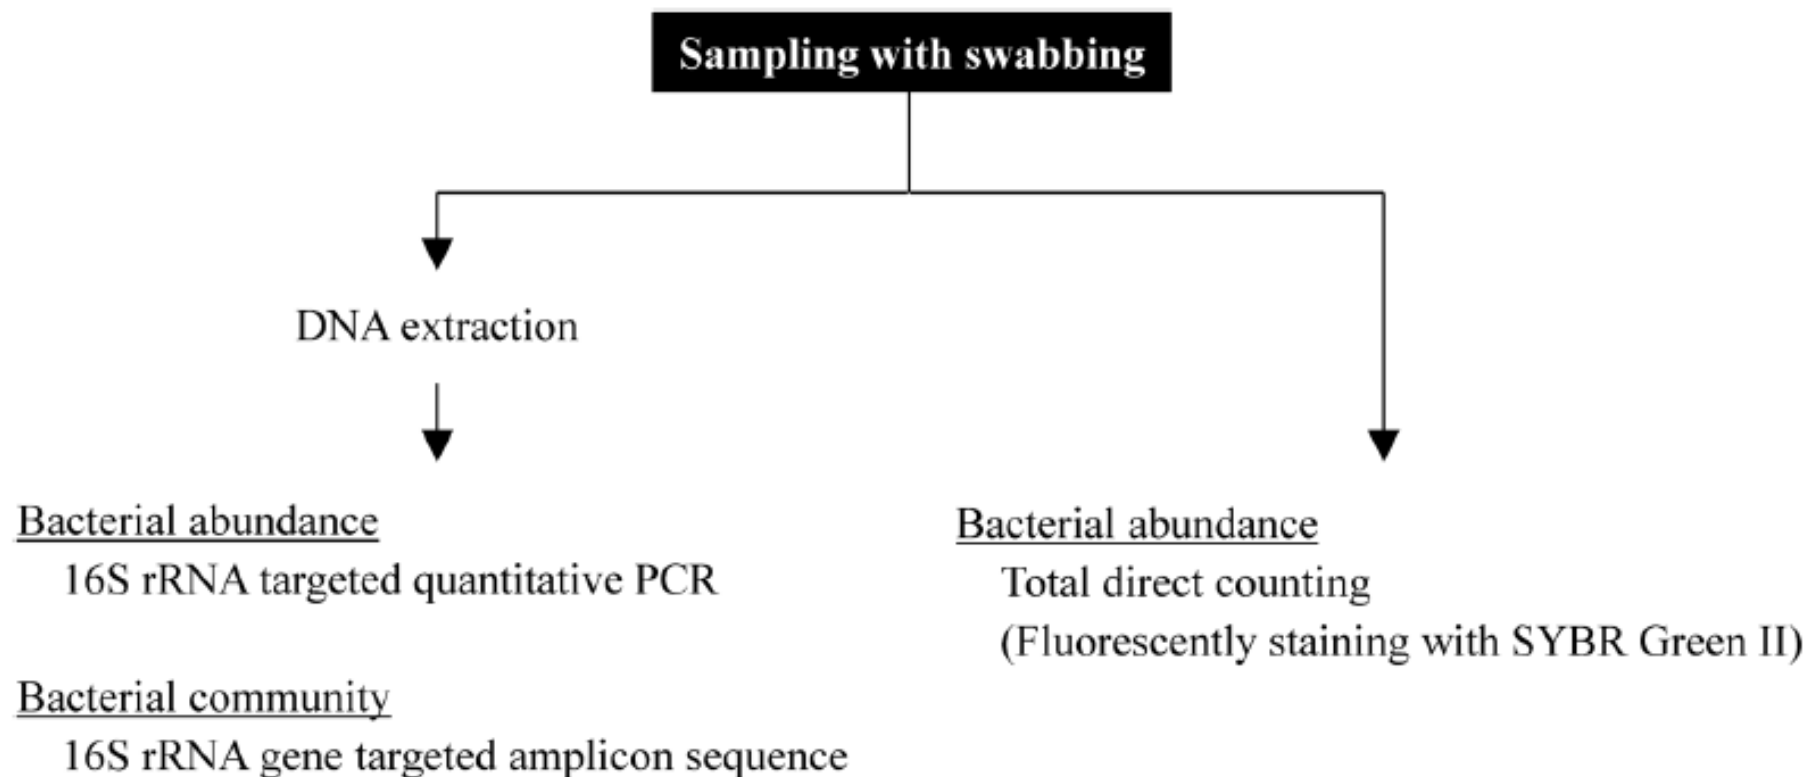 Sampling with swabbing
DNA extraction
Bacterial abundance
16S rRNA targeted quantitative PCR
Bacterial community
16S rRNA gene targeted amplicon sequence
Bacterial abundance
Total direct counting
(Fluorescently staining with SYBR Green II)